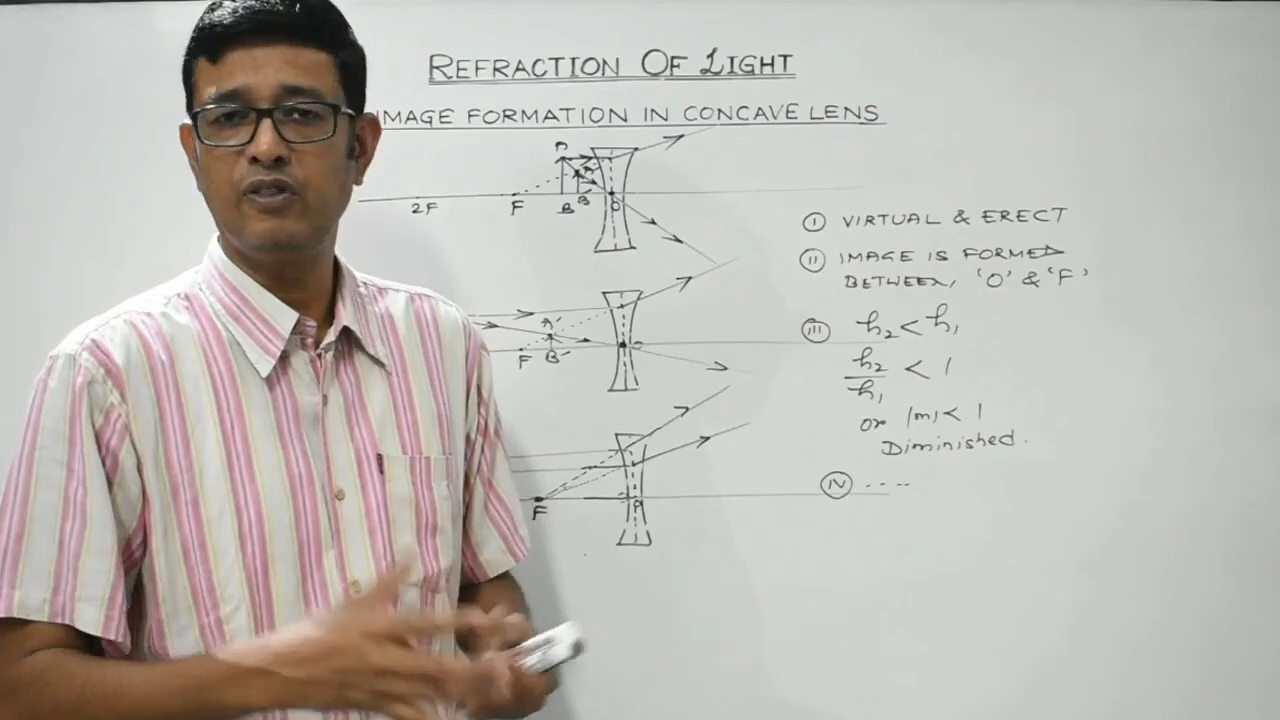 REFRACTION OF LIGHT
IMAGE FORMATION IN CONCAVE LENS
A
A'
2F F B B' O
I VIRTUAL & ERECT
II IMAGE IS FORMED
BETWEEN, 'O' & 'F'
A'
F B' O
III h₂ < h₁
h₂/h₁ < 1
or |m| < 1
Diminished.
IV ....
F O